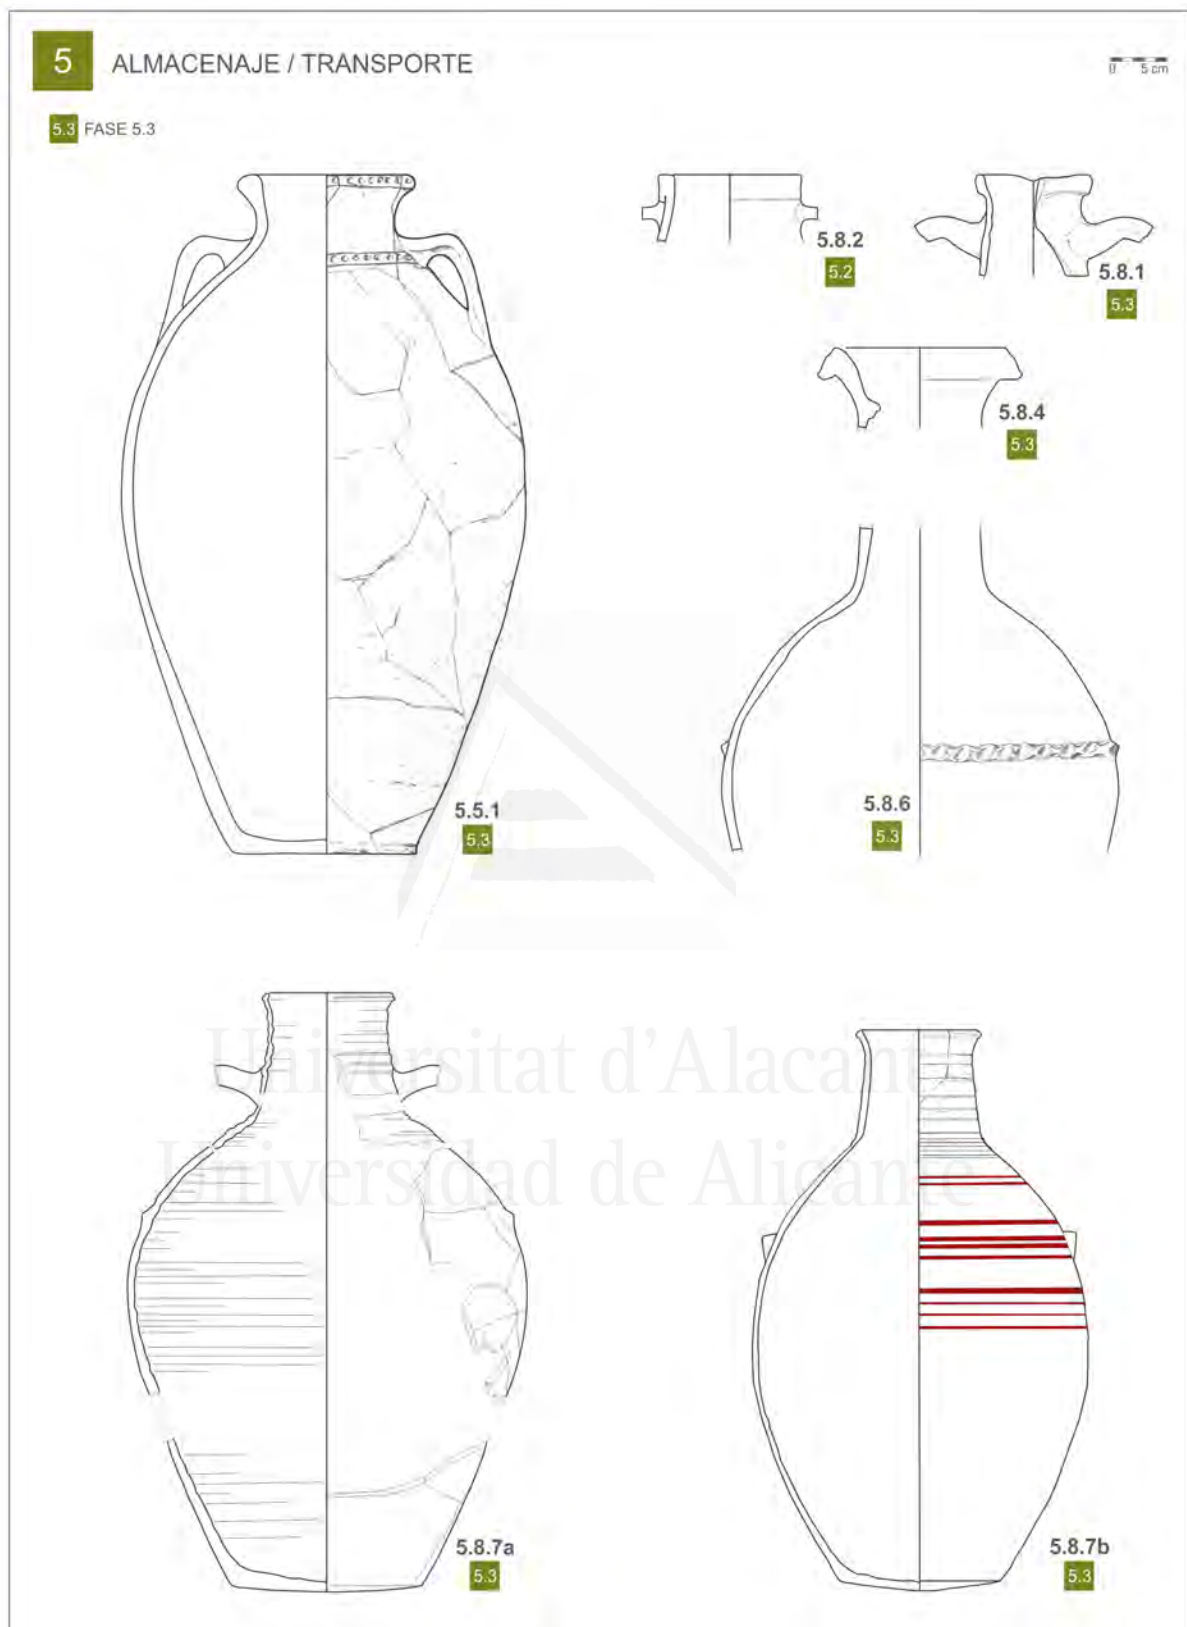 5 ALMACENAJE / TRANSPORTE
0 5 cm
5.3 FASE 5.3
5.8.2
5.2
5.8.1
5.3
5.8.4
5.3
5.5.1
5.3
5.8.6
5.3
Universitat d'Alacant
Universidad de Alicante
5.8.7a
5.3
5.8.7b
5.3